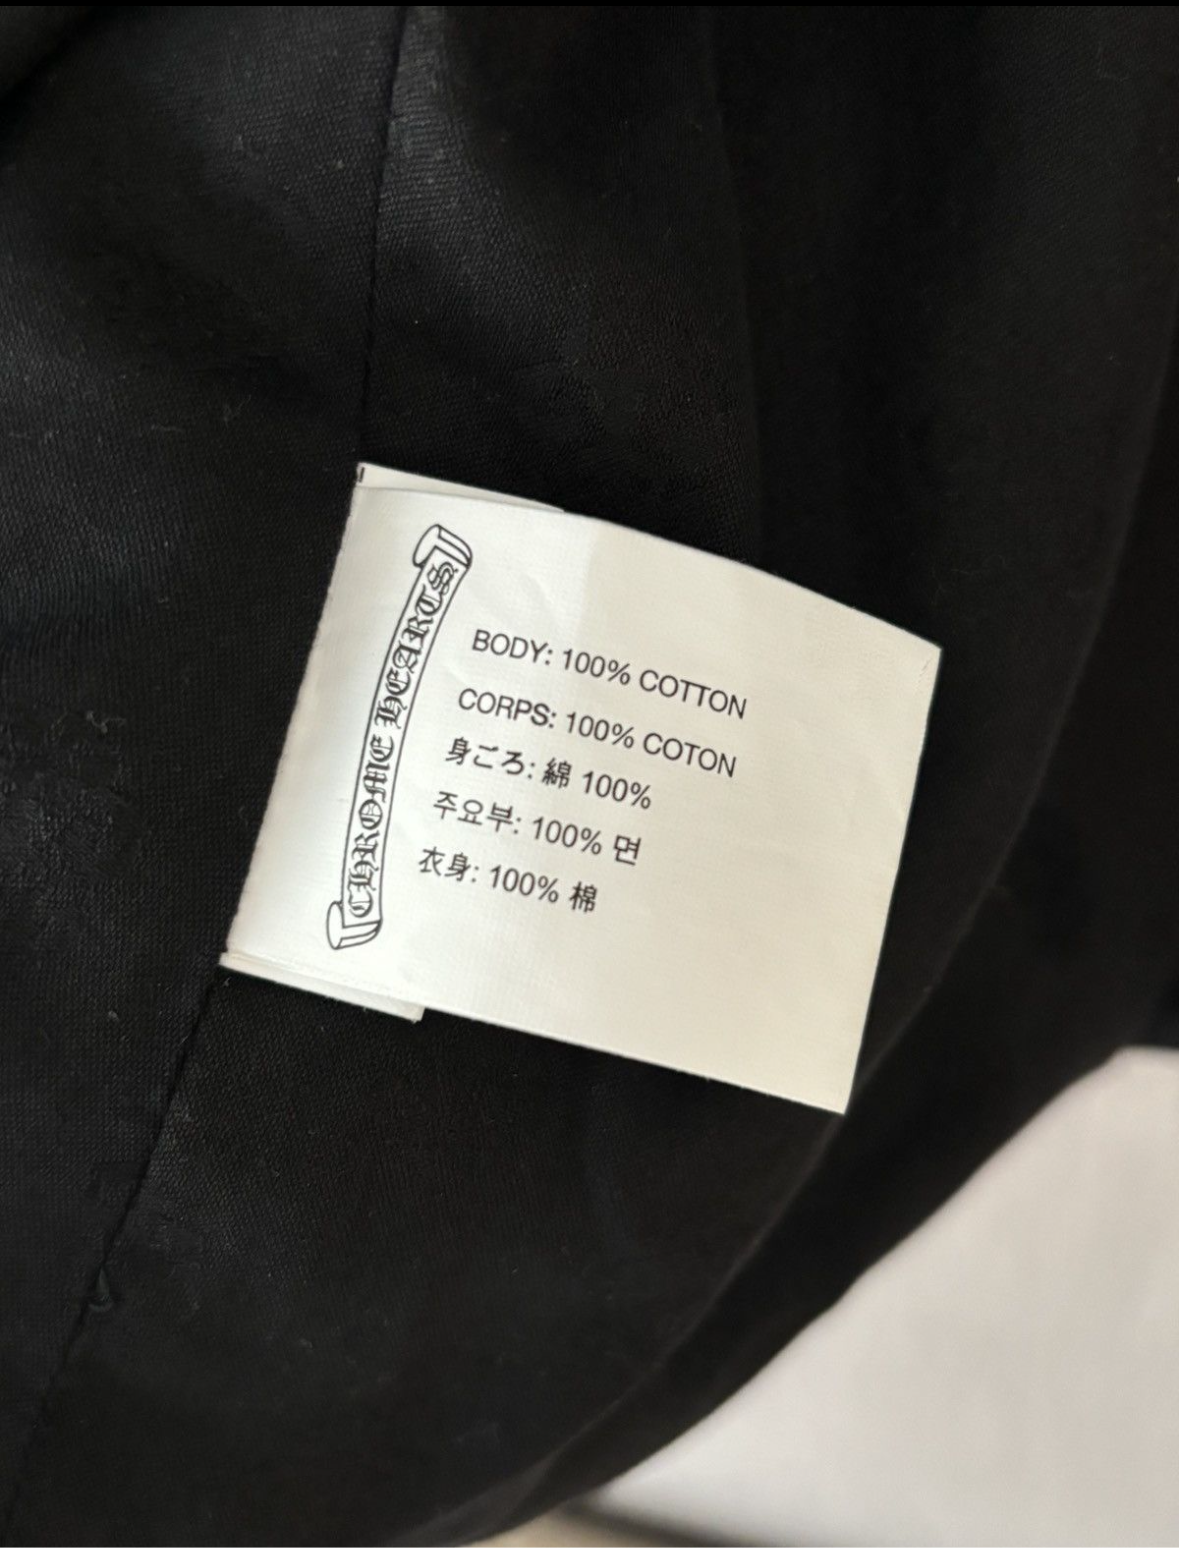 CHROME HEARTS
BODY: 100% COTTON
CORPS: 100% COTON
身ごろ: 綿 100%
주요부: 100% 면
衣身: 100% 棉